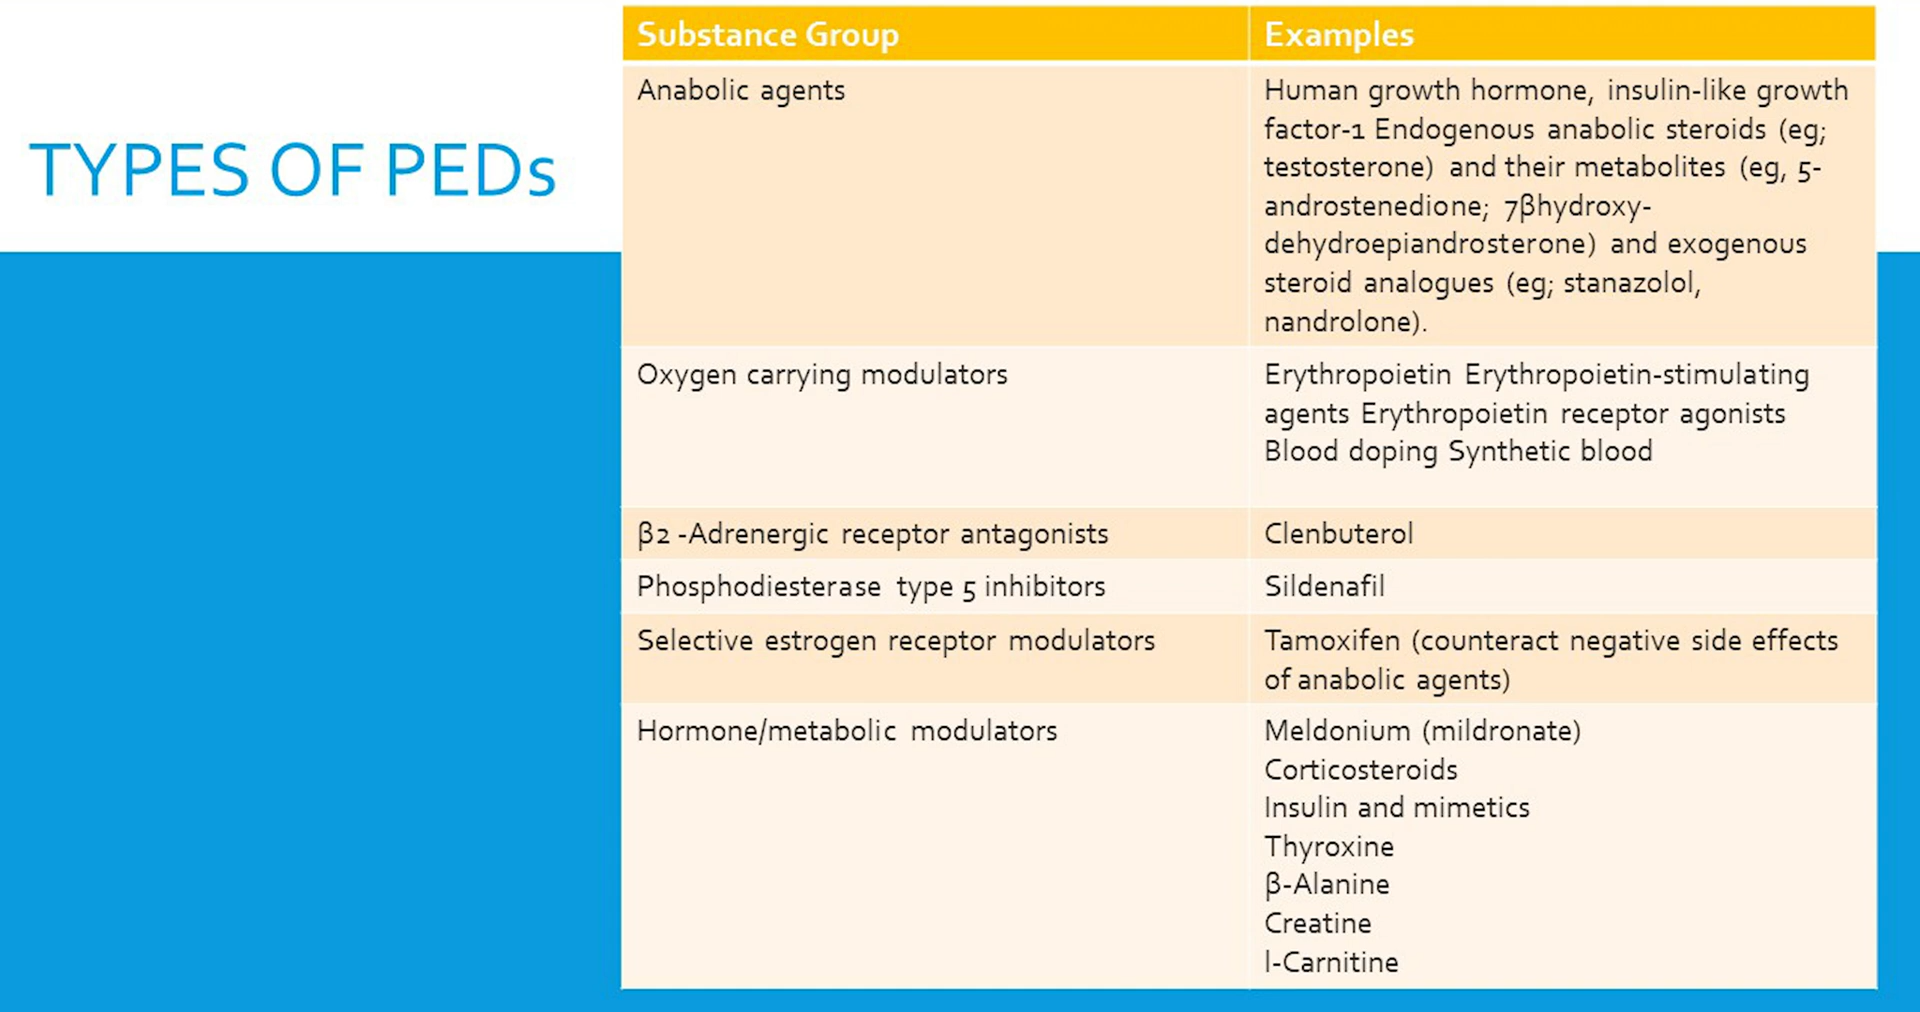 TYPES OF PEDs
Substance Group
Examples
Anabolic agents
Human growth hormone, insulin-like growth
factor-1 Endogenous anabolic steroids (eg;
testosterone) and their metabolites (eg, 5-
androstenedione; 7βhydroxy-
dehydroepiandrosterone) and exogenous
steroid analogues (eg; stanazolol,
nandrolone).
Oxygen carrying modulators
Erythropoietin Erythropoietin-stimulating
agents Erythropoietin receptor agonists
Blood doping Synthetic blood
β2 -Adrenergic receptor antagonists
Clenbuterol
Phosphodiesterase type 5 inhibitors
Sildenafil
Selective estrogen receptor modulators
Tamoxifen (counteract negative side effects
of anabolic agents)
Hormone/metabolic modulators
Meldonium (mildronate)
Corticosteroids
Insulin and mimetics
Thyroxine
β-Alanine
Creatine
l-Carnitine